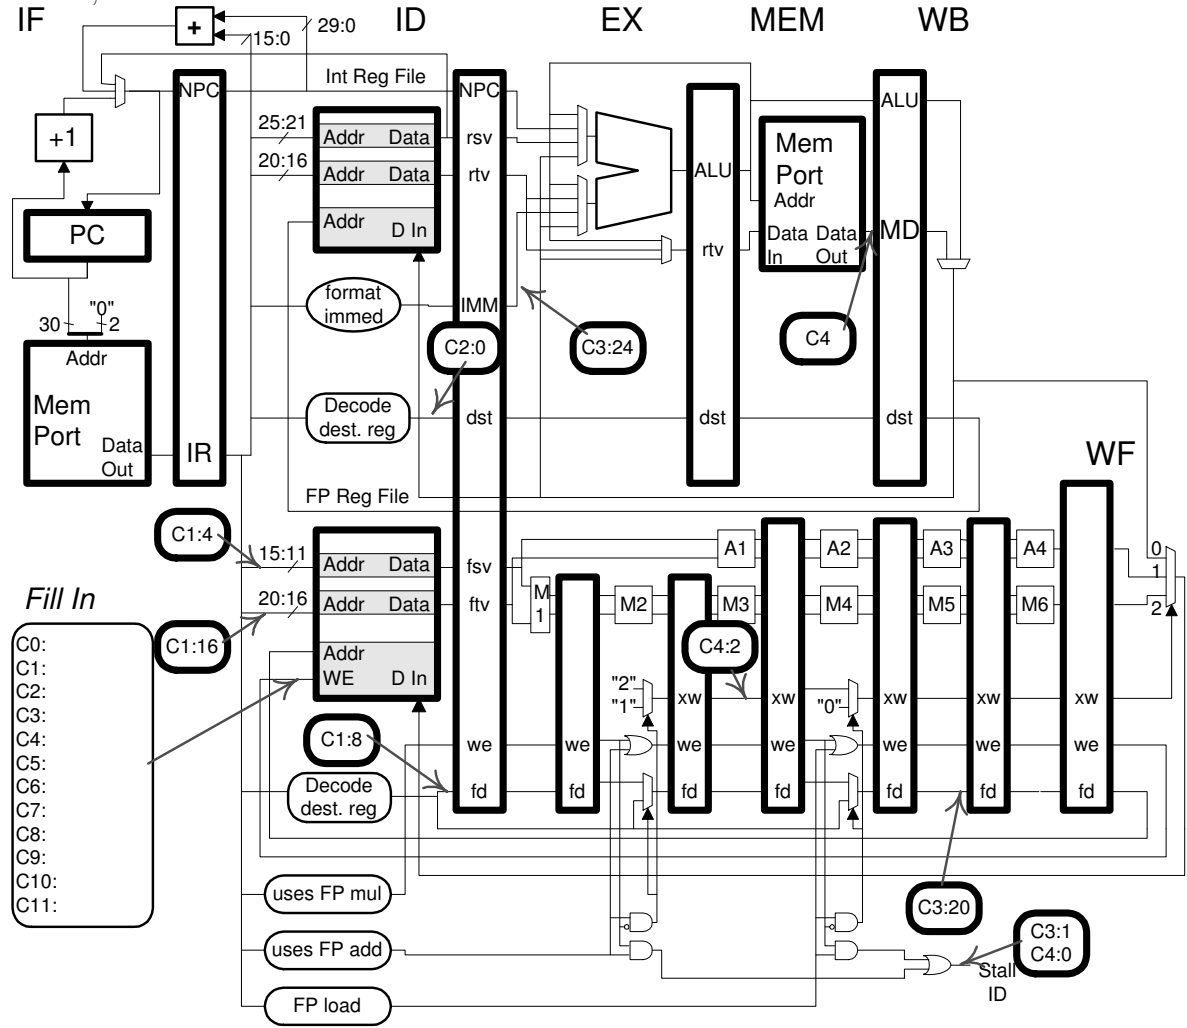 IF
ID
EX
MEM
WB
+
29:0
15:0
Int Reg File
NPC
NPC
ALU
+1
25:21
Addr Data
rsv
Mem
Port
20:16
Addr Data
rtv
ALU
Addr
PC
Addr
D In
rtv
Data
In
Data
Out
MD
format
immed
IMM
"0"
30
2
C2:0
C3:24
C4
Addr
Mem
Port
Data
Out
IR
Decode
dest. reg
dst
dst
dst
WF
FP Reg File
C1:4
15:11
Addr Data
fsv
A1
A2
A3
A4
0
1
2
20:16
Addr Data
ftv
M
1
M2
M3
M4
M5
M6
Fill In
C1:16
Addr
WE
D In
C4:2
C0:
C1:
C2:
C3:
C4:
C5:
C6:
C7:
C8:
C9:
C10:
C11:
"2"
"1"
xw
xw
"0"
xw
xw
xw
C1:8
we
we
we
we
we
we
we
Decode
dest. reg
fd
fd
fd
fd
fd
fd
fd
uses FP mul
C3:20
uses FP add
C3:1
C4:0
Stall
ID
FP load